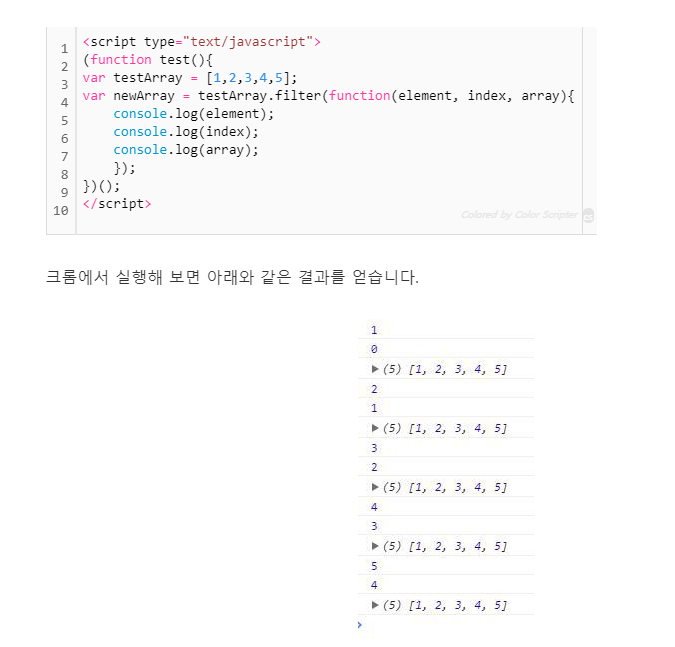 1 <script type="text/javascript">
2 (function test(){
3 var testArray = [1,2,3,4,5];
4 var newArray = testArray.filter(function(element, index, array){
5     console.log(element);
6     console.log(index);
7     console.log(array);
8     });
9 })();
10 </script>
Colored by Color Scripter cs
크롬에서 실행해 보면 아래와 같은 결과를 얻습니다.
1
0
▶(5) [1, 2, 3, 4, 5]
2
1
▶(5) [1, 2, 3, 4, 5]
3
2
▶(5) [1, 2, 3, 4, 5]
4
3
▶(5) [1, 2, 3, 4, 5]
5
4
▶(5) [1, 2, 3, 4, 5]
>